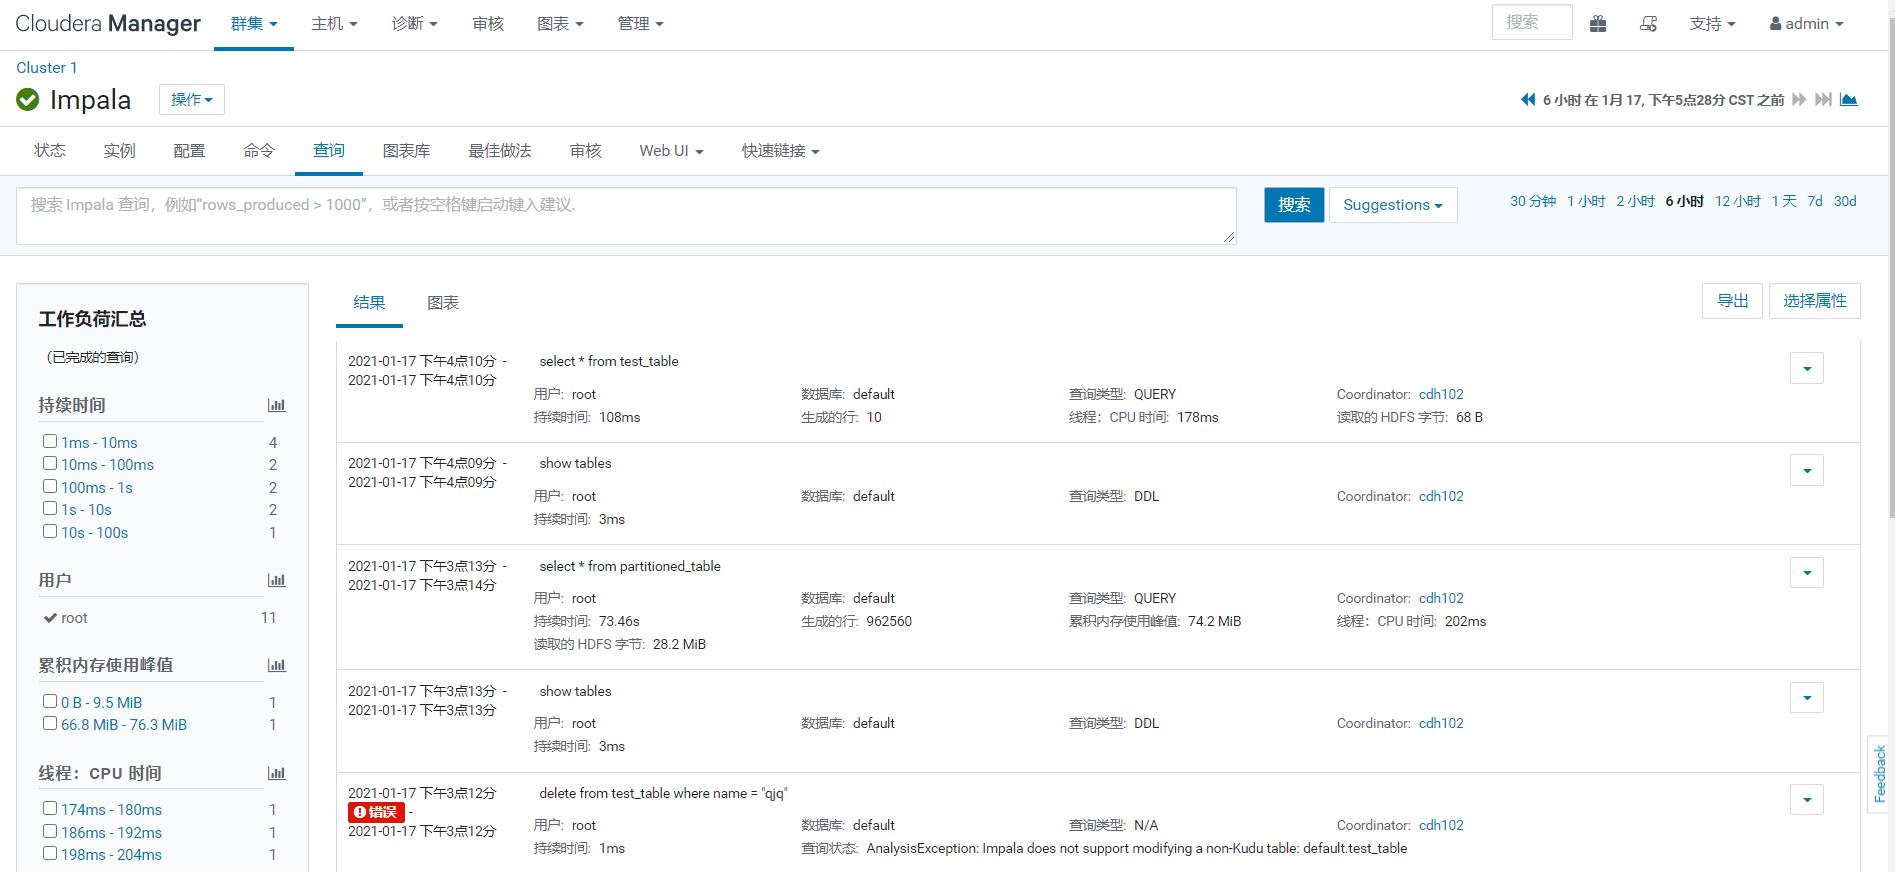 Cloudera Manager 群集 主机 诊断 审核 图表 管理 搜索 支持 admin
Cluster 1
Impala 操作 6 小时 在 1月 17, 下午5点28分 CST 之前
状态 实例 配置 命令 查询 图表库 最佳做法 审核 Web UI 快速链接
搜索 Impala 查询，例如“rows_produced > 1000”，或者按空格键启动键入建议. 搜索 Suggestions 30 分钟 1 小时 2 小时 6 小时 12 小时 1 天 7d 30d
工作负荷汇总
（已完成的查询）
持续时间
1ms - 10ms 4
10ms - 100ms 2
100ms - 1s 2
1s - 10s 2
10s - 100s 1
用户
root 11
累积内存使用峰值
0 B - 9.5 MiB 1
66.8 MiB - 76.3 MiB 1
线程：CPU 时间
174ms - 180ms 1
186ms - 192ms 1
198ms - 204ms 1
结果 图表 导出 选择属性
2021-01-17 下午4点10分 - select * from test_table
2021-01-17 下午4点10分
用户: root 数据库: default 查询类型: QUERY Coordinator: cdh102
持续时间: 108ms 生成的行: 10 线程：CPU 时间: 178ms 读取的 HDFS 字节: 68 B
2021-01-17 下午4点09分 - show tables
2021-01-17 下午4点09分
用户: root 数据库: default 查询类型: DDL Coordinator: cdh102
持续时间: 3ms
2021-01-17 下午3点13分 - select * from partitioned_table
2021-01-17 下午3点14分
用户: root 数据库: default 查询类型: QUERY Coordinator: cdh102
持续时间: 73.46s 生成的行: 962560 累积内存使用峰值: 74.2 MiB 线程：CPU 时间: 202ms
读取的 HDFS 字节: 28.2 MiB
2021-01-17 下午3点13分 - show tables
2021-01-17 下午3点13分
用户: root 数据库: default 查询类型: DDL Coordinator: cdh102
持续时间: 3ms
2021-01-17 下午3点12分 delete from test_table where name = "qjq"
错误 -
2021-01-17 下午3点12分
用户: root 数据库: default 查询类型: N/A Coordinator: cdh102
持续时间: 1ms 查询状态: AnalysisException: Impala does not support modifying a non-Kudu table: default.test_table
Feedback